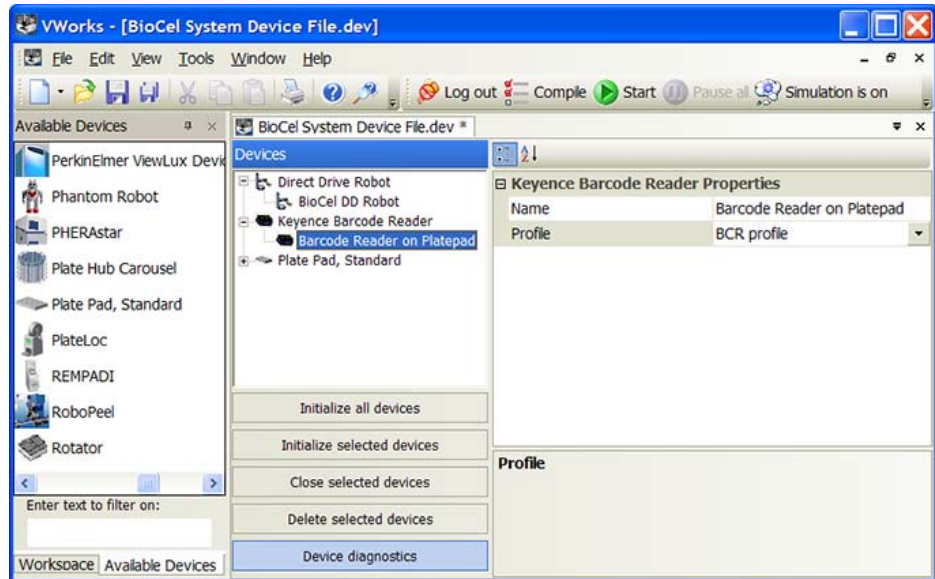 VWorks - [BioCel System Device File.dev]
File Edit View Tools Window Help
Log out Compile Start Pause all Simulation is on
Available Devices
PerkinElmer ViewLux Devi
Phantom Robot
PHERAstar
Plate Hub Carousel
Plate Pad, Standard
PlateLoc
REMPADI
RoboPeel
Rotator
Enter text to filter on:
Workspace Available Devices
BioCel System Device File.dev *
Devices
Direct Drive Robot
BioCel DD Robot
Keyence Barcode Reader
Barcode Reader on Platepad
Plate Pad, Standard
Initialize all devices
Initialize selected devices
Close selected devices
Delete selected devices
Device diagnostics
Keyence Barcode Reader Properties
Name Barcode Reader on Platepad
Profile BCR profile
Profile